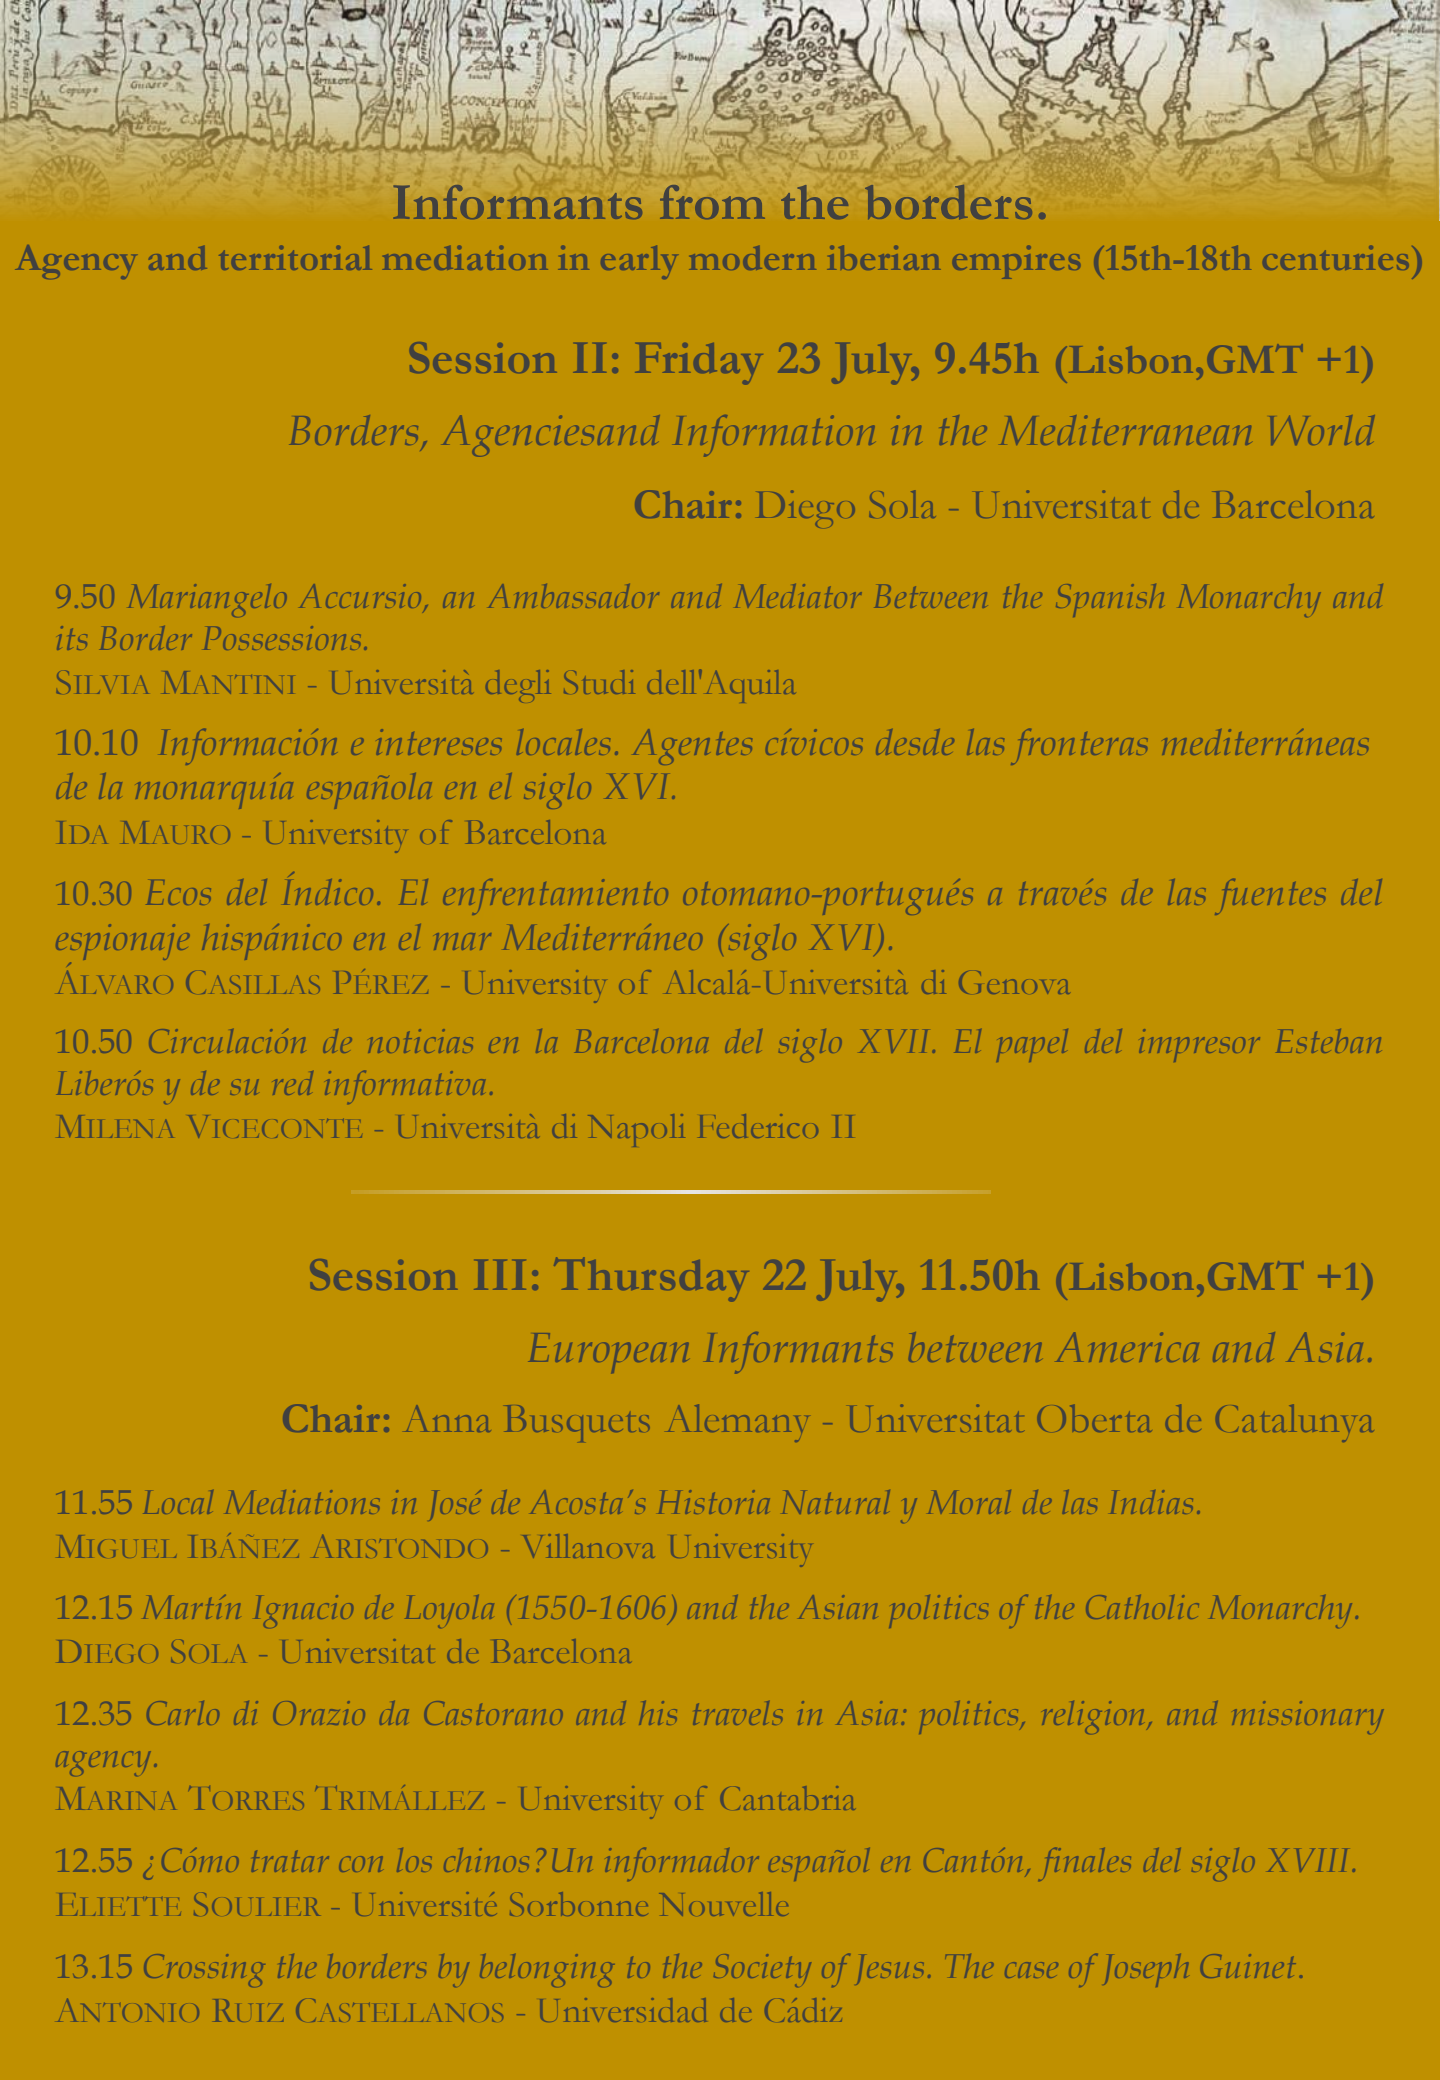 DEL Perù
Copiapo
Guasco
C.CONCEPCION
ITATA
Valdivia
Rio Bueno
Informants from the borders.
Agency and territorial mediation in early modern iberian empires (15th-18th centuries)
Session II: Friday 23 July, 9.45h (Lisbon,GMT +1)
Borders, Agenciesand Information in the Mediterranean World
Chair: Diego Sola - Universitat de Barcelona
9.50 Mariangelo Accursio, an Ambassador and Mediator Between the Spanish Monarchy and
its Border Possessions.
SILVIA MANTINI - Università degli Studi dell'Aquila
10.10 Información e intereses locales. Agentes cívicos desde las fronteras mediterráneas
de la monarquía española en el siglo XVI.
IDA MAURO - University of Barcelona
10.30 Ecos del Índico. El enfrentamiento otomano-portugués a través de las fuentes del
espionaje hispánico en el mar Mediterráneo (siglo XVI).
ÁLVARO CASILLAS PÉREZ - University of Alcalá-Università di Genova
10.50 Circulación de noticias en la Barcelona del siglo XVII. El papel del impresor Esteban
Liberós y de su red informativa.
MILENA VICECONTE - Università di Napoli Federico II
Session III: Thursday 22 July, 11.50h (Lisbon,GMT +1)
European Informants between America and Asia.
Chair: Anna Busquets Alemany - Universitat Oberta de Catalunya
11.55 Local Mediations in José de Acosta’s Historia Natural y Moral de las Indias.
MIGUEL IBÁÑEZ ARISTONDO - Villanova University
12.15 Martín Ignacio de Loyola (1550-1606) and the Asian politics of the Catholic Monarchy.
DIEGO SOLA - Universitat de Barcelona
12.35 Carlo di Orazio da Castorano and his travels in Asia: politics, religion, and missionary
agency.
MARINA TORRES TRIMÁLLEZ - University of Cantabria
12.55 ¿Cómo tratar con los chinos?Un informador español en Cantón, finales del siglo XVIII.
ELIETTE SOULIER - Université Sorbonne Nouvelle
13.15 Crossing the borders by belonging to the Society of Jesus. The case of Joseph Guinet.
ANTONIO RUIZ CASTELLANOS - Universidad de Cádiz